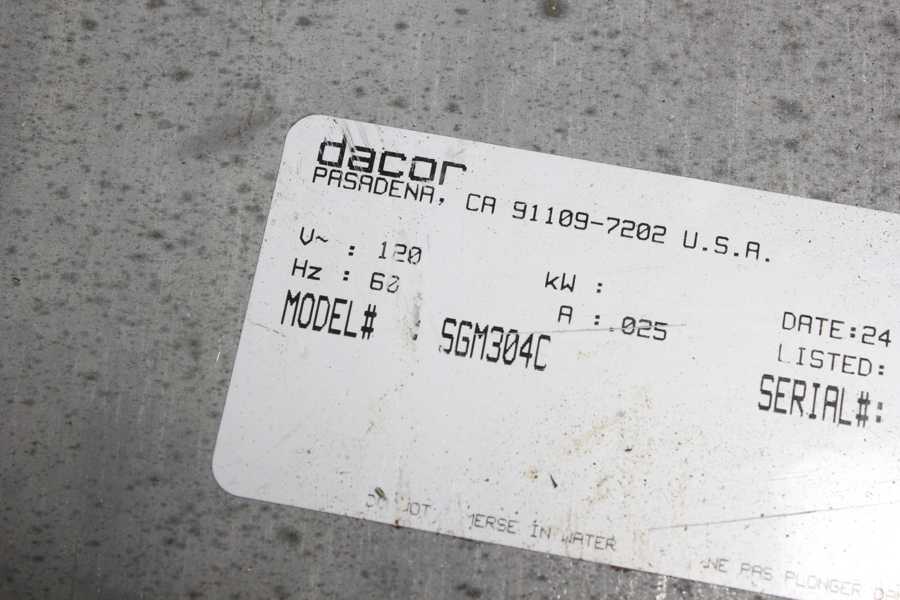 dacor
PASADENA, CA 91109-7202 U.S.A.
V~ : 120
Hz : 60
kW :
A : .025
MODEL# : SGM304C
DATE:24
LISTED:
SERIAL#:
IN WATER
NE PAS PLONGER